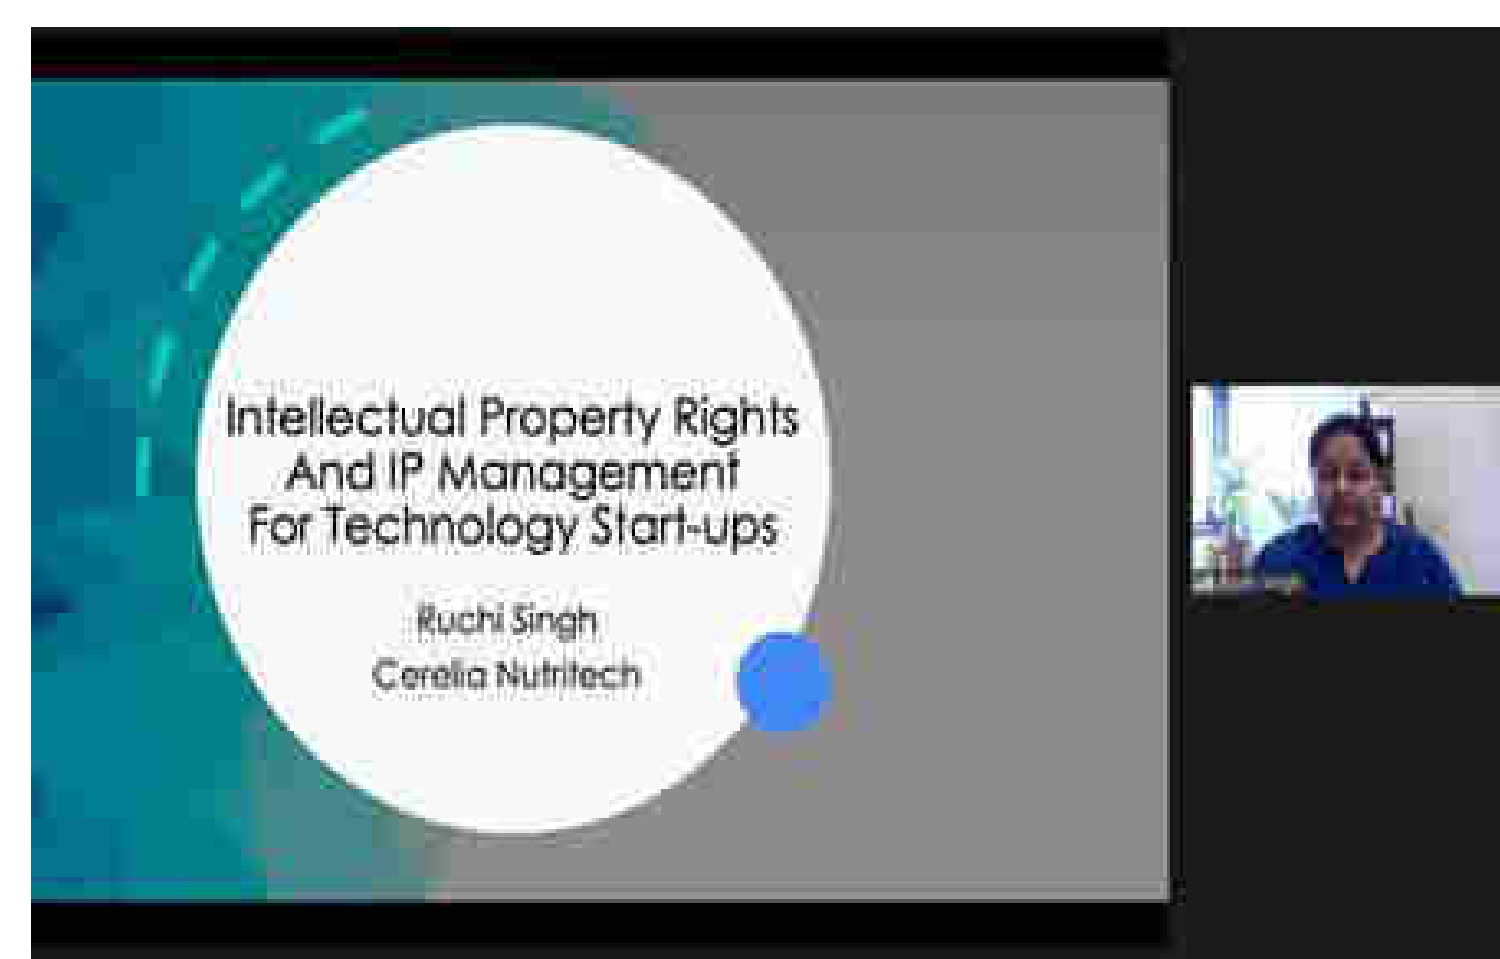 Intellectual Property Rights
And IP Management
For Technology Start-ups
Ruchi Singh
Cerelia Nutritech